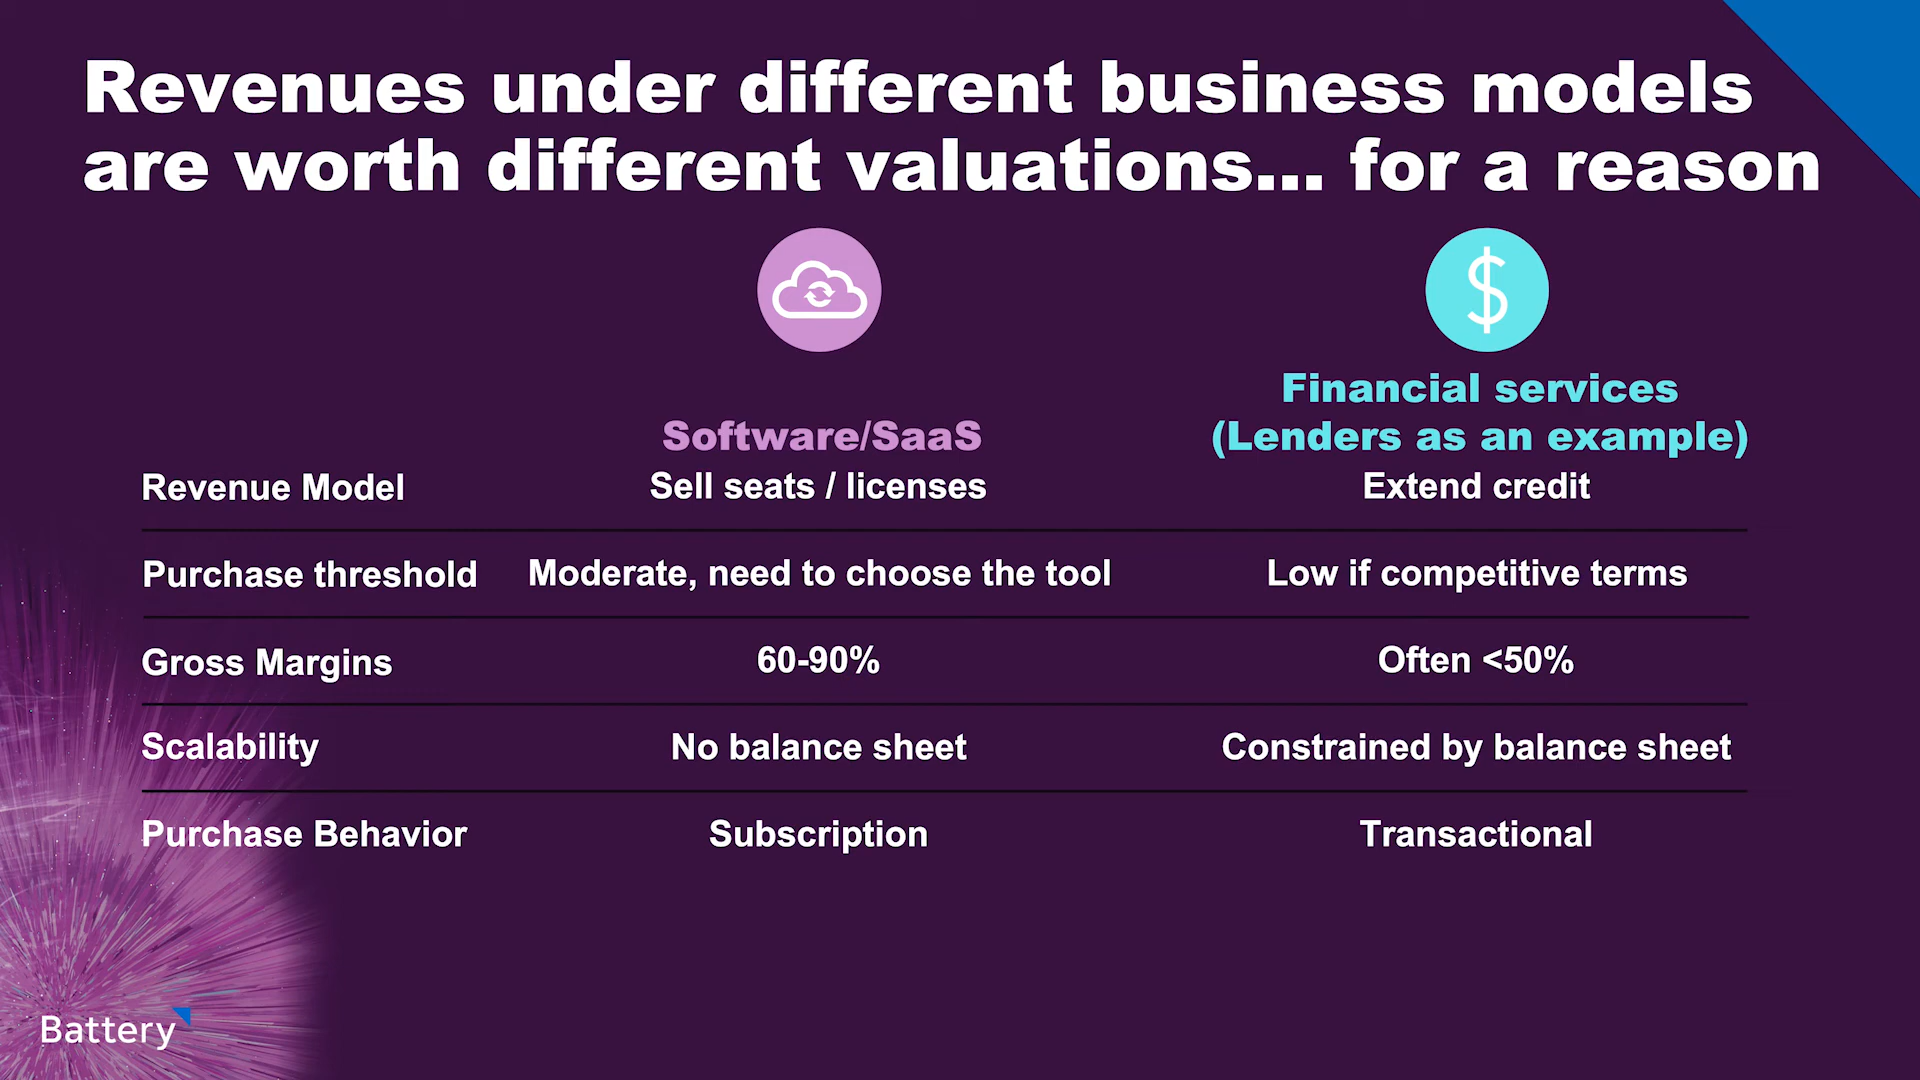 Revenues under different business models
are worth different valuations... for a reason
Software/SaaS
Financial services
(Lenders as an example)
Revenue Model
Sell seats / licenses
Extend credit
Purchase threshold
Moderate, need to choose the tool
Low if competitive terms
Gross Margins
60-90%
Often <50%
Scalability
No balance sheet
Constrained by balance sheet
Purchase Behavior
Subscription
Transactional
Battery